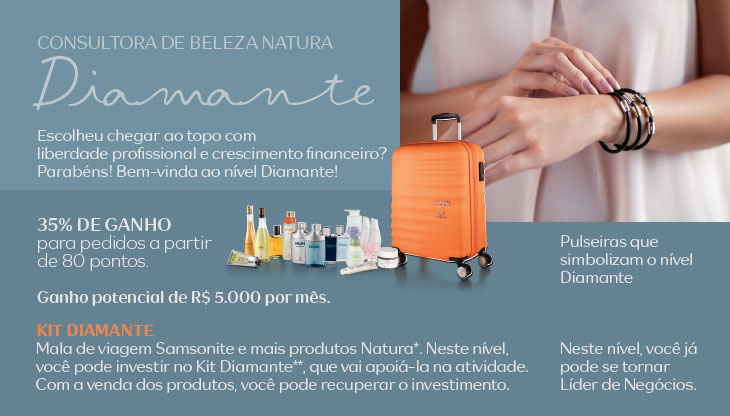 CONSULTORA DE BELEZA NATURA
Diamante
Escolheu chegar ao topo com
liberdade profissional e crescimento financeiro?
Parabéns! Bem-vinda ao nível Diamante!
35% DE GANHO
para pedidos a partir
de 80 pontos.
Ganho potencial de R$ 5.000 por mês.
Pulseiras que
simbolizam o nível
Diamante
KIT DIAMANTE
Mala de viagem Samsonite e mais produtos Natura*. Neste nível,
você pode investir no Kit Diamante**, que vai apoiá-la na atividade.
Com a venda dos produtos, você pode recuperar o investimento.
Neste nível, você já
pode se tornar
Líder de Negócios.